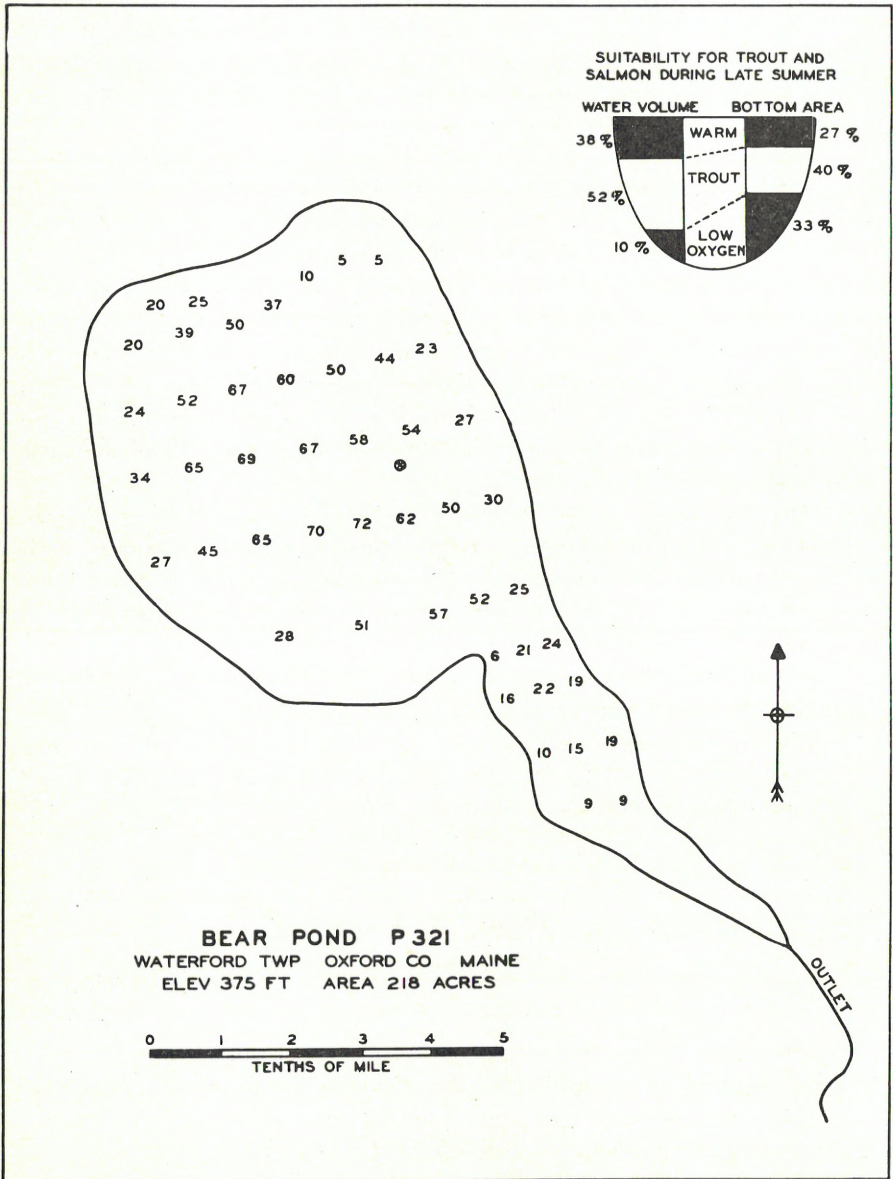 SUITABILITY FOR TROUT AND
SALMON DURING LATE SUMMER
WATER VOLUME BOTTOM AREA
38 % WARM 27 %
TROUT 40 %
52 %
33 %
LOW
10 % OXYGEN
5 5
10
20 25 37
20 39 50
23
44
50
60
67
52
24
27
54
58
67
69
65
34
30
50
62
72
70
65
45
27
25
52
57
51
28
6 21 24
16 22 19
10 15 19
9 9
BEAR POND P 321
WATERFORD TWP OXFORD CO MAINE
ELEV 375 FT AREA 218 ACRES
OUTLET
0 1 2 3 4 5
TENTHS OF MILE